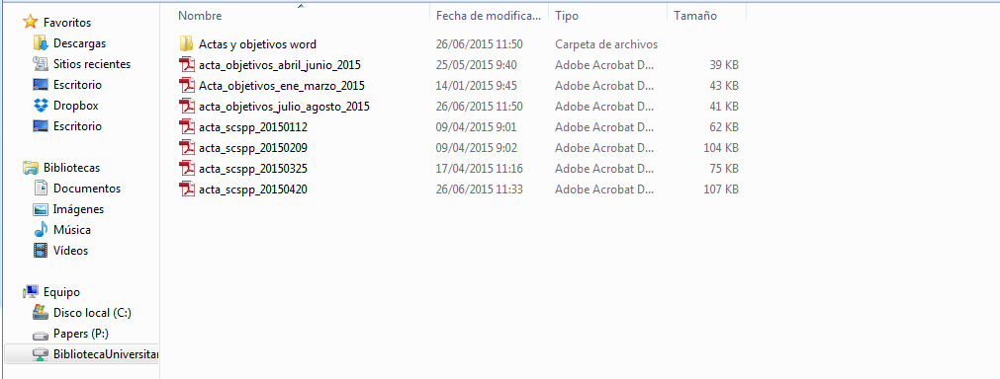 Favoritos
Descargas
Sitios recientes
Escritorio
Dropbox
Escritorio
Bibliotecas
Documentos
Imágenes
Música
Vídeos
Equipo
Disco local (C:)
Papers (P:)
BibliotecaUniversitar
Nombre Fecha de modifica... Tipo Tamaño
Actas y objetivos word 26/06/2015 11:50 Carpeta de archivos
acta_objetivos_abril_junio_2015 25/05/2015 9:40 Adobe Acrobat D... 39 KB
Acta_objetivos_ene_marzo_2015 14/01/2015 9:45 Adobe Acrobat D... 43 KB
acta_objetivos_julio_agosto_2015 26/06/2015 11:50 Adobe Acrobat D... 41 KB
acta_scspp_20150112 09/04/2015 9:01 Adobe Acrobat D... 62 KB
acta_scspp_20150209 09/04/2015 9:02 Adobe Acrobat D... 104 KB
acta_scspp_20150325 17/04/2015 11:16 Adobe Acrobat D... 75 KB
acta_scspp_20150420 26/06/2015 11:33 Adobe Acrobat D... 107 KB